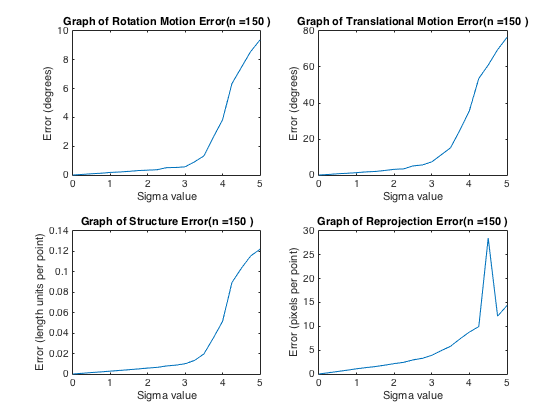 Graph of Rotation Motion Error(n =150 )
Error (degrees)
10
8
6
4
2
0
0 1 2 3 4 5
Sigma value
Graph of Translational Motion Error(n =150 )
Error (degrees)
80
60
40
20
0
0 1 2 3 4 5
Sigma value
Graph of Structure Error(n =150 )
Error (length units per point)
0.14
0.12
0.1
0.08
0.06
0.04
0.02
0
0 1 2 3 4 5
Sigma value
Graph of Reprojection Error(n =150 )
Error (pixels per point)
30
25
20
15
10
5
0
0 1 2 3 4 5
Sigma value